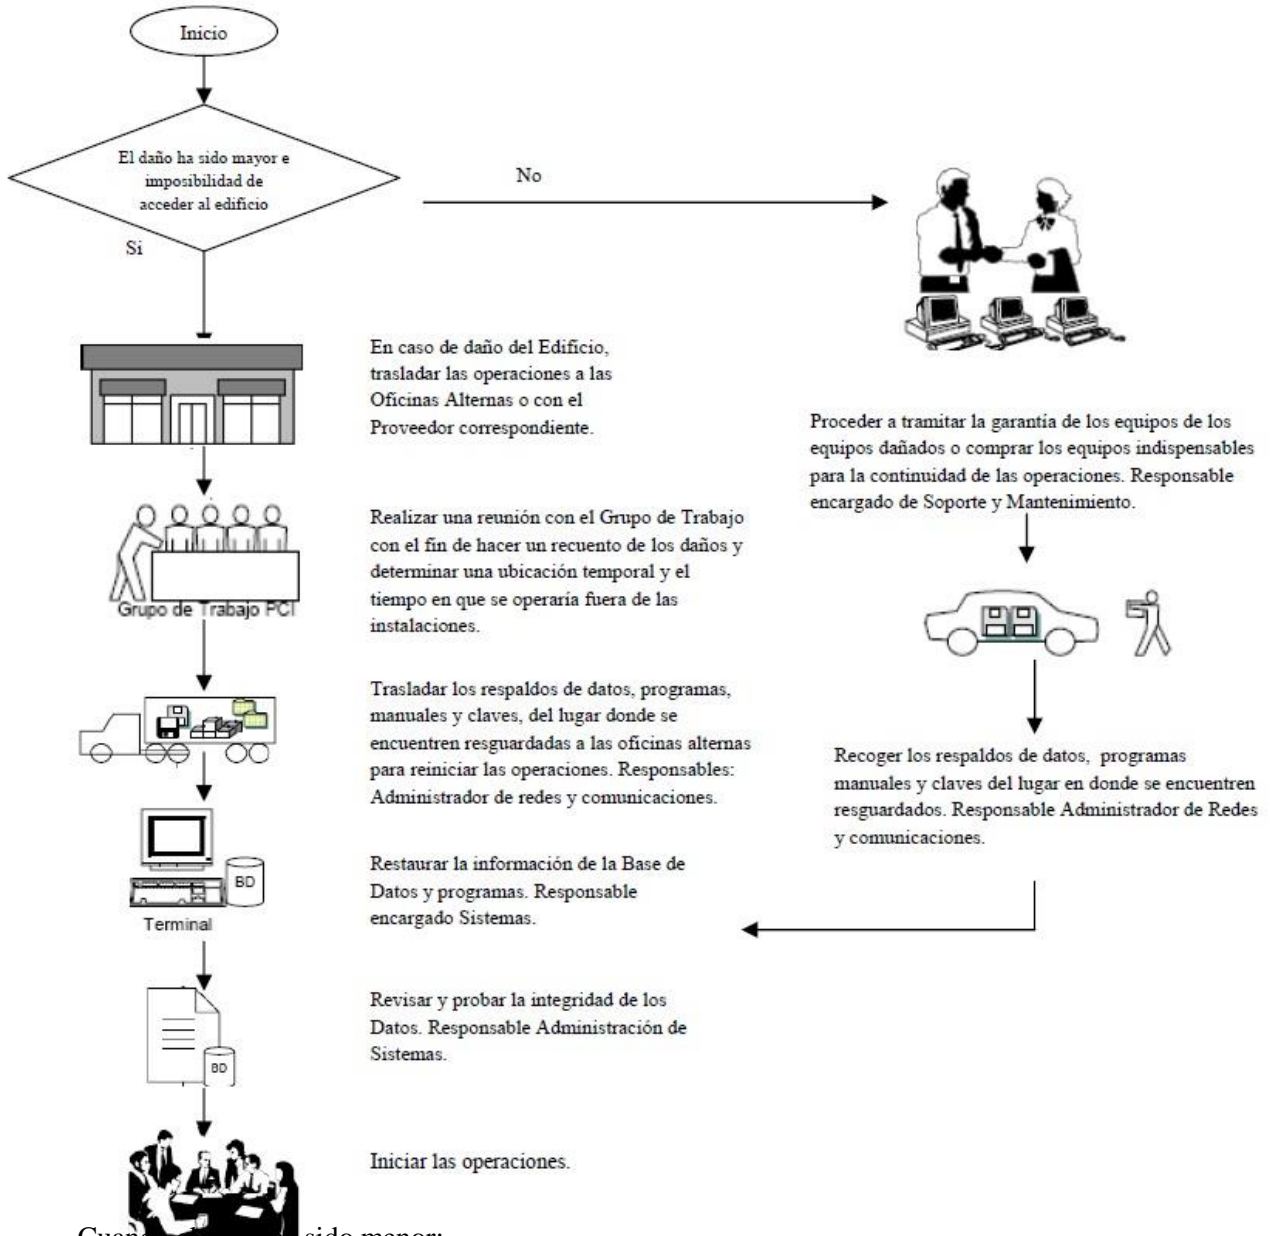 Inicio
El daño ha sido mayor e
imposibilidad de
acceder al edificio
No
Si
En caso de daño del Edificio,
trasladar las operaciones a las
Oficinas Alternas o con el
Proveedor correspondiente.
Proceder a tramitar la garantía de los equipos de los
equipos dañados o comprar los equipos indispensables
para la continuidad de las operaciones. Responsable
encargado de Soporte y Mantenimiento.
Realizar una reunión con el Grupo de Trabajo
con el fin de hacer un recuento de los daños y
determinar una ubicación temporal y el
tiempo en que se operaría fuera de las
instalaciones.
Grupo de Trabajo PCI
Trasladar los respaldos de datos, programas,
manuales y claves, del lugar donde se
encuentren resguardadas a las oficinas alternas
para reiniciar las operaciones. Responsables:
Administrador de redes y comunicaciones.
Recoger los respaldos de datos, programas
manuales y claves del lugar en donde se encuentren
resguardados. Responsable Administrador de Redes
y comunicaciones.
Restaurar la información de la Base de
Datos y programas. Responsable
encargado Sistemas.
BD
Terminal
Revisar y probar la integridad de los
Datos. Responsable Administración de
Sistemas.
BD
Iniciar las operaciones.
sido menor: